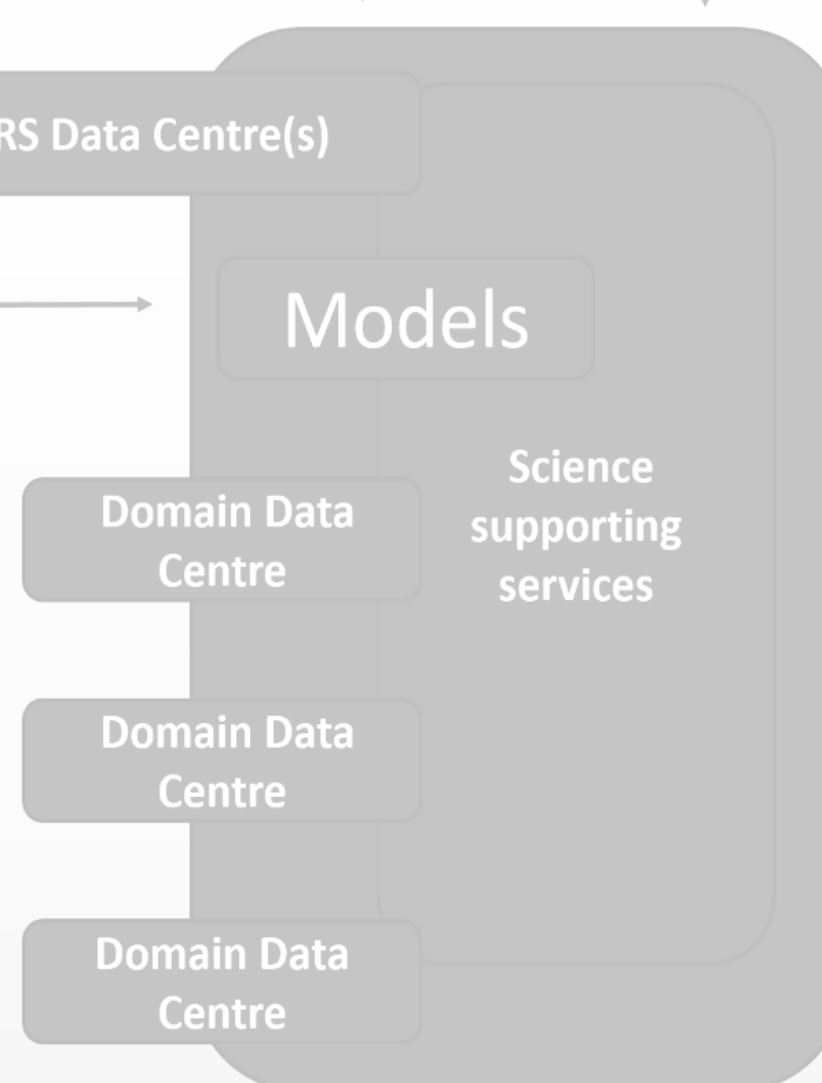 RS Data Centre(s)
Models
Science
supporting
services
Domain Data
Centre
Domain Data
Centre
Domain Data
Centre